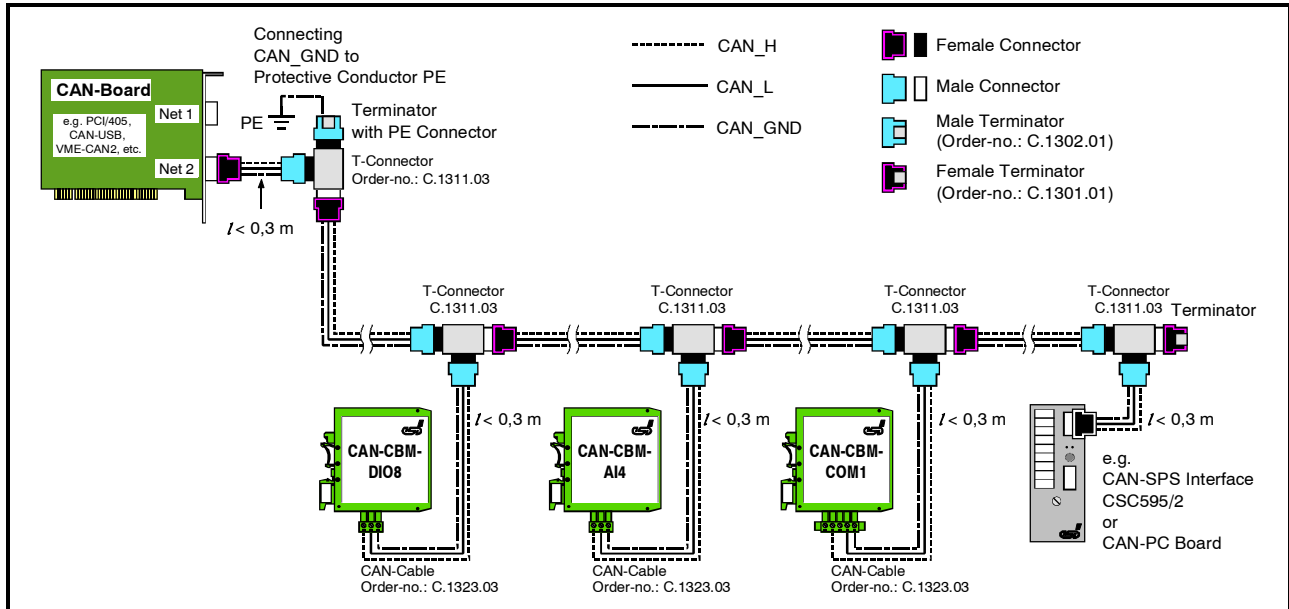 Connecting
CAN_GND to
Protective Conductor PE
CAN-Board
e.g. PCI/405,
CAN-USB,
VME-CAN2, etc.
Net 1
Net 2
PE
Terminator
with PE Connector
T-Connector
Order-no.: C.1311.03
l < 0,3 m
CAN_H
CAN_L
CAN_GND
Female Connector
Male Connector
Male Terminator
(Order-no.: C.1302.01)
Female Terminator
(Order-no.: C.1301.01)
T-Connector
C.1311.03
T-Connector
C.1311.03
T-Connector
C.1311.03
T-Connector
C.1311.03
Terminator
l < 0,3 m
l < 0,3 m
l < 0,3 m
l < 0,3 m
esd
CAN-CBM-
DIO8
esd
CAN-CBM-
AI4
esd
CAN-CBM-
COM1
e.g.
CAN-SPS Interface
CSC595/2
or
CAN-PC Board
esd
CAN-Cable
Order-no.: C.1323.03
CAN-Cable
Order-no.: C.1323.03
CAN-Cable
Order-no.: C.1323.03